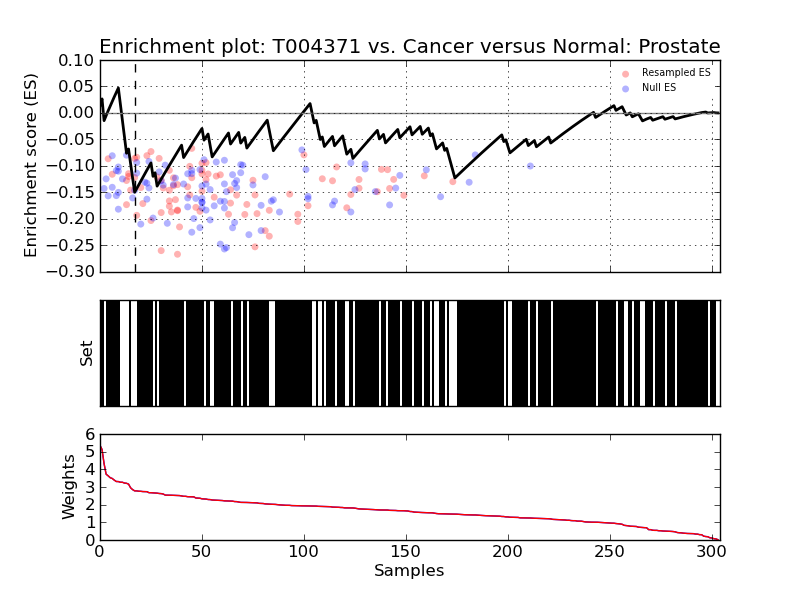 Enrichment plot: T004371 vs. Cancer versus Normal: Prostate
0.10
0.05
0.00
−0.05
−0.10
−0.15
−0.20
−0.25
−0.30
Enrichment score (ES)
Resampled ES
Null ES
Set
6
5
4
3
2
1
0
Weights
0 50 100 150 200 250 300
Samples